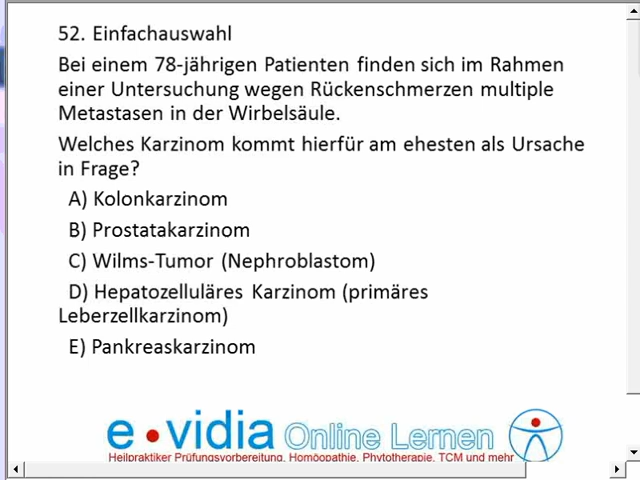 52. Einfachauswahl
Bei einem 78-jährigen Patienten finden sich im Rahmen
einer Untersuchung wegen Rückenschmerzen multiple
Metastasen in der Wirbelsäule.
Welches Karzinom kommt hierfür am ehesten als Ursache
in Frage?
A) Kolonkarzinom
B) Prostatakarzinom
C) Wilms-Tumor (Nephroblastom)
D) Hepatozelluläres Karzinom (primäres
Leberzellkarzinom)
E) Pankreaskarzinom
e•vidia Online Lernen
Heilpraktiker Prüfungsvorbereitung, Homöopathie, Phytotherapie, TCM und mehr